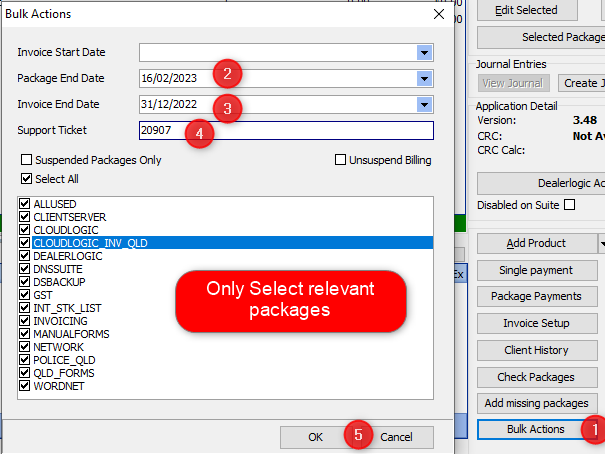 Bulk Actions
Invoice Start Date
Package End Date 16/02/2023 2
Invoice End Date 31/12/2022 3
Support Ticket 20907 4
Suspended Packages Only Unsuspend Billing
Select All
ALLUSED
CLIENTSERVER
CLOUDLOGIC
CLOUDLOGIC_INV_QLD
DEALERLOGIC
DNSSUITE
DSBACKUP
GST
INT_STK_LIST
INVOICING
MANUALFORMS
NETWORK
POLICE_QLD
QLD_FORMS
WORDNET
Only Select relevant
packages
OK 5 Cancel
Edit Selected
Selected Package
Journal Entries
View Journal Create J
Application Detail
Version: 3.48
CRC: Not Av
CRC Calc:
Dealerlogic Ac
Disabled on Suite
Add Product
Ex
Single payment
Package Payments
Invoice Setup
Client History
Check Packages
Add missing packages
Bulk Actions 1